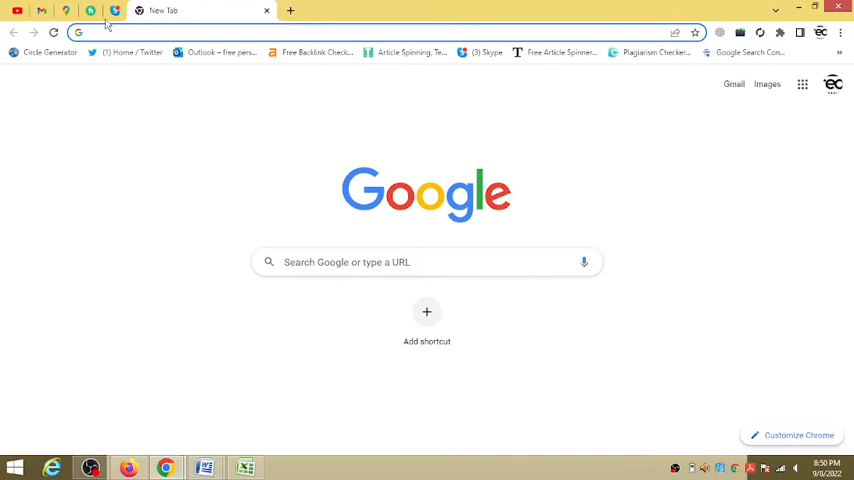 New Tab
Circle Generator (1) Home / Twitter Outlook – free pers... Free Backlink Check... Article Spinning, Te... (3) Skype Free Article Spinner... Plagiarism Checker... Google Search Con...
Gmail Images
Google
Search Google or type a URL
Add shortcut
Customize Chrome
8:50 PM
9/8/2022